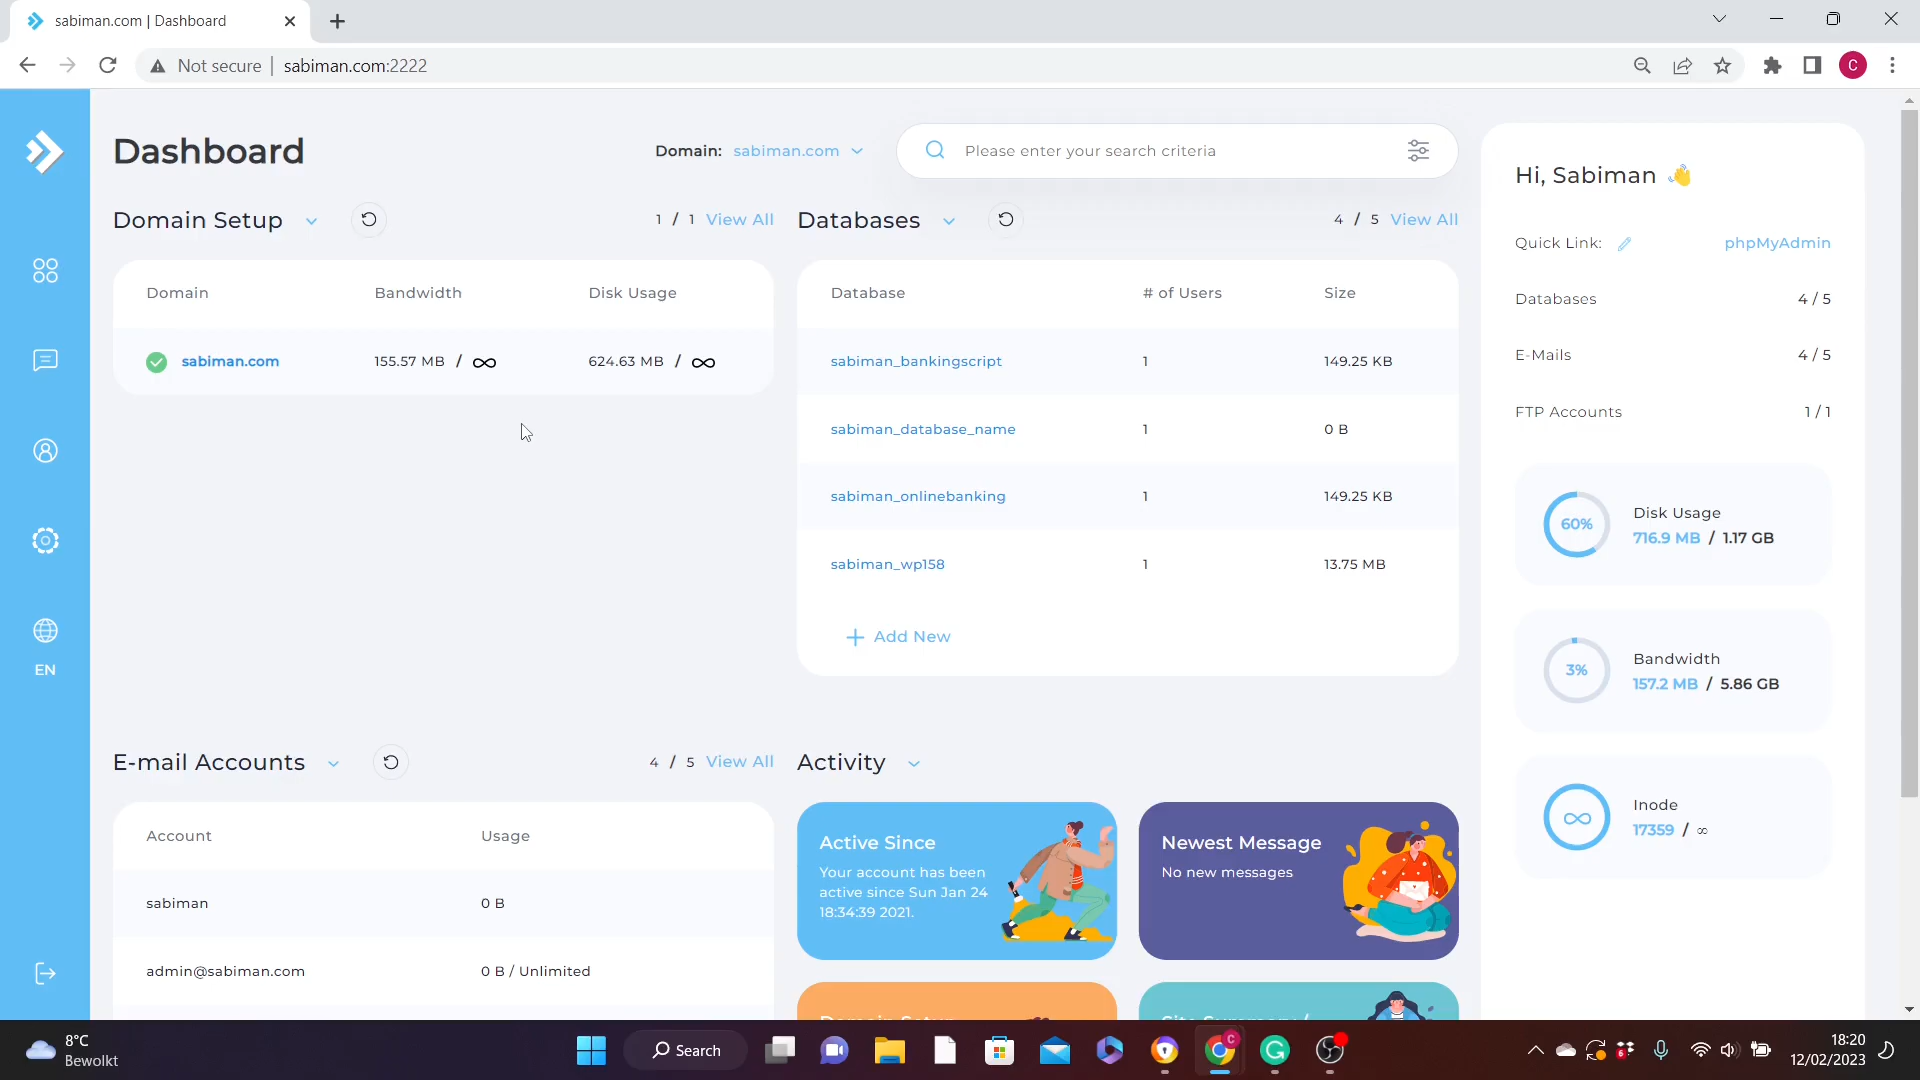 sabiman.com | Dashboard
Not secure | sabiman.com:2222
C
Dashboard
Domain: sabiman.com
Please enter your search criteria
Domain Setup
1 / 1 View All
Domain Bandwidth Disk Usage
sabiman.com 155.57 MB / ∞ 624.63 MB / ∞
Databases
4 / 5 View All
Database # of Users Size
sabiman_bankingscript 1 149.25 KB
sabiman_database_name 1 0 B
sabiman_onlinebanking 1 149.25 KB
sabiman_wp158 1 13.75 MB
+ Add New
Hi, Sabiman 👋
Quick Link: phpMyAdmin
Databases 4 / 5
E-Mails 4 / 5
FTP Accounts 1 / 1
60%
Disk Usage
716.9 MB / 1.17 GB
3%
Bandwidth
157.2 MB / 5.86 GB
∞
Inode
17359 / ∞
EN
E-mail Accounts
4 / 5 View All
Account Usage
sabiman 0 B
admin@sabiman.com 0 B / Unlimited
Activity
Active Since
Your account has been
active since Sun Jan 24
18:34:39 2021.
Newest Message
No new messages
Domain Setup
Site Summary /
8°C
Bewolkt
Search
C
6
18:20
12/02/2023